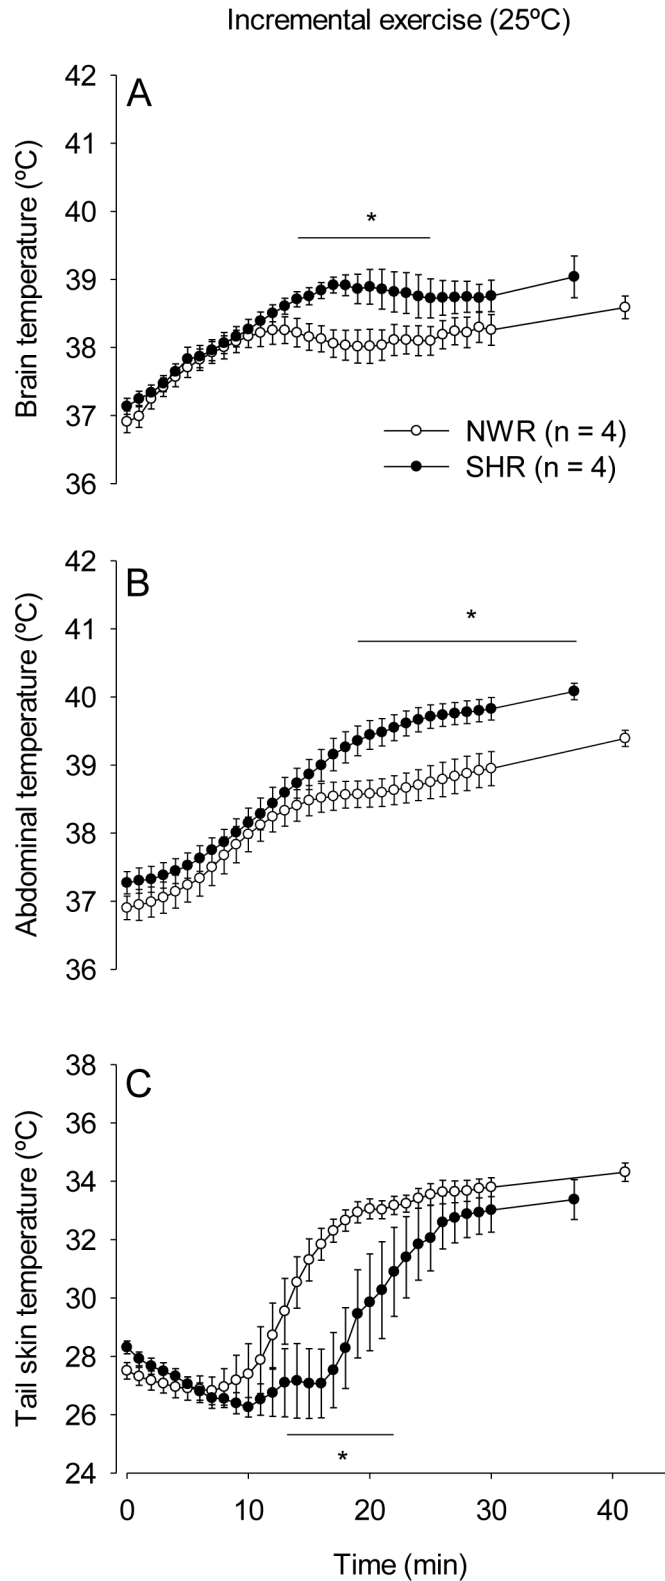 Incremental exercise (25ºC)
A
Brain temperature (ºC)
42
41
40
39
38
37
36
*
NWR (n = 4)
SHR (n = 4)
B
Abdominal temperature (ºC)
42
41
40
39
38
37
36
*
C
Tail skin temperature (ºC)
38
36
34
32
30
28
26
24
*
0 10 20 30 40
Time (min)